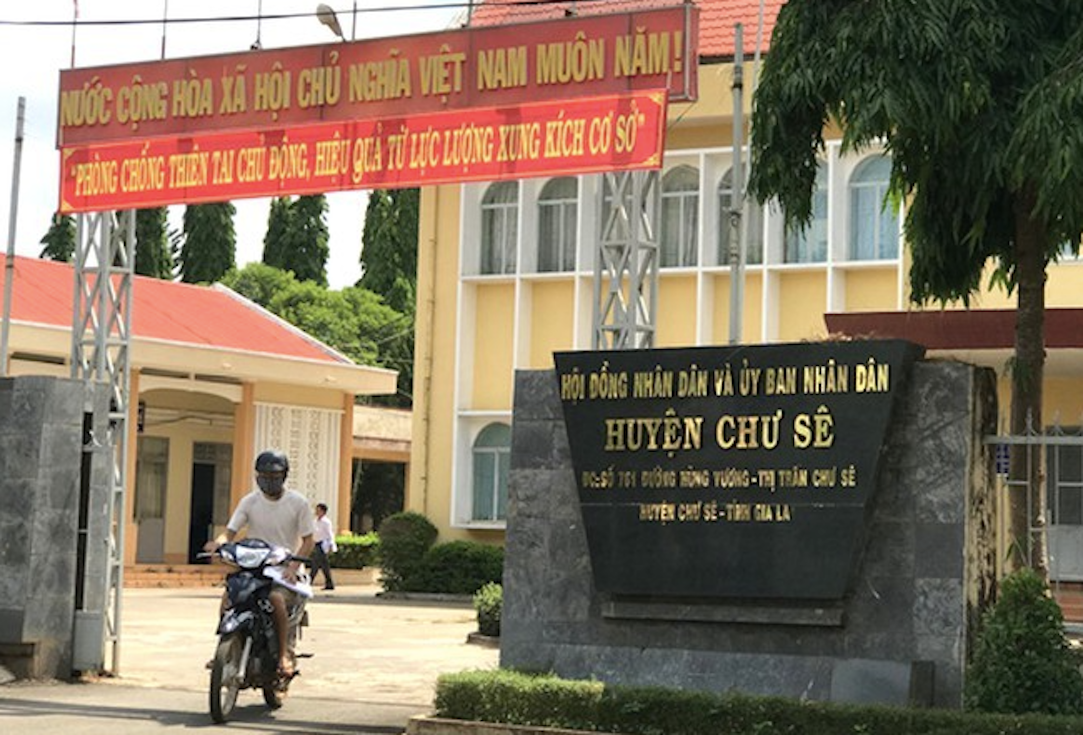 NƯỚC CỘNG HÒA XÃ HỘI CHỦ NGHĨA VIỆT NAM MUÔN NĂM!
"PHÒNG CHỐNG THIÊN TAI CHỦ ĐỘNG, HIỆU QUẢ TỪ LỰC LƯỢNG XUNG KÍCH CƠ SỞ"
HỘI ĐỒNG NHÂN DÂN VÀ ỦY BAN NHÂN DÂN
HUYỆN CHƯ SÊ
ĐC:SỐ 761 ĐƯỜNG HÙNG VƯƠNG-THỊ TRẤN CHƯ SÊ
HUYỆN CHƯ SÊ-TỈNH GIA LA